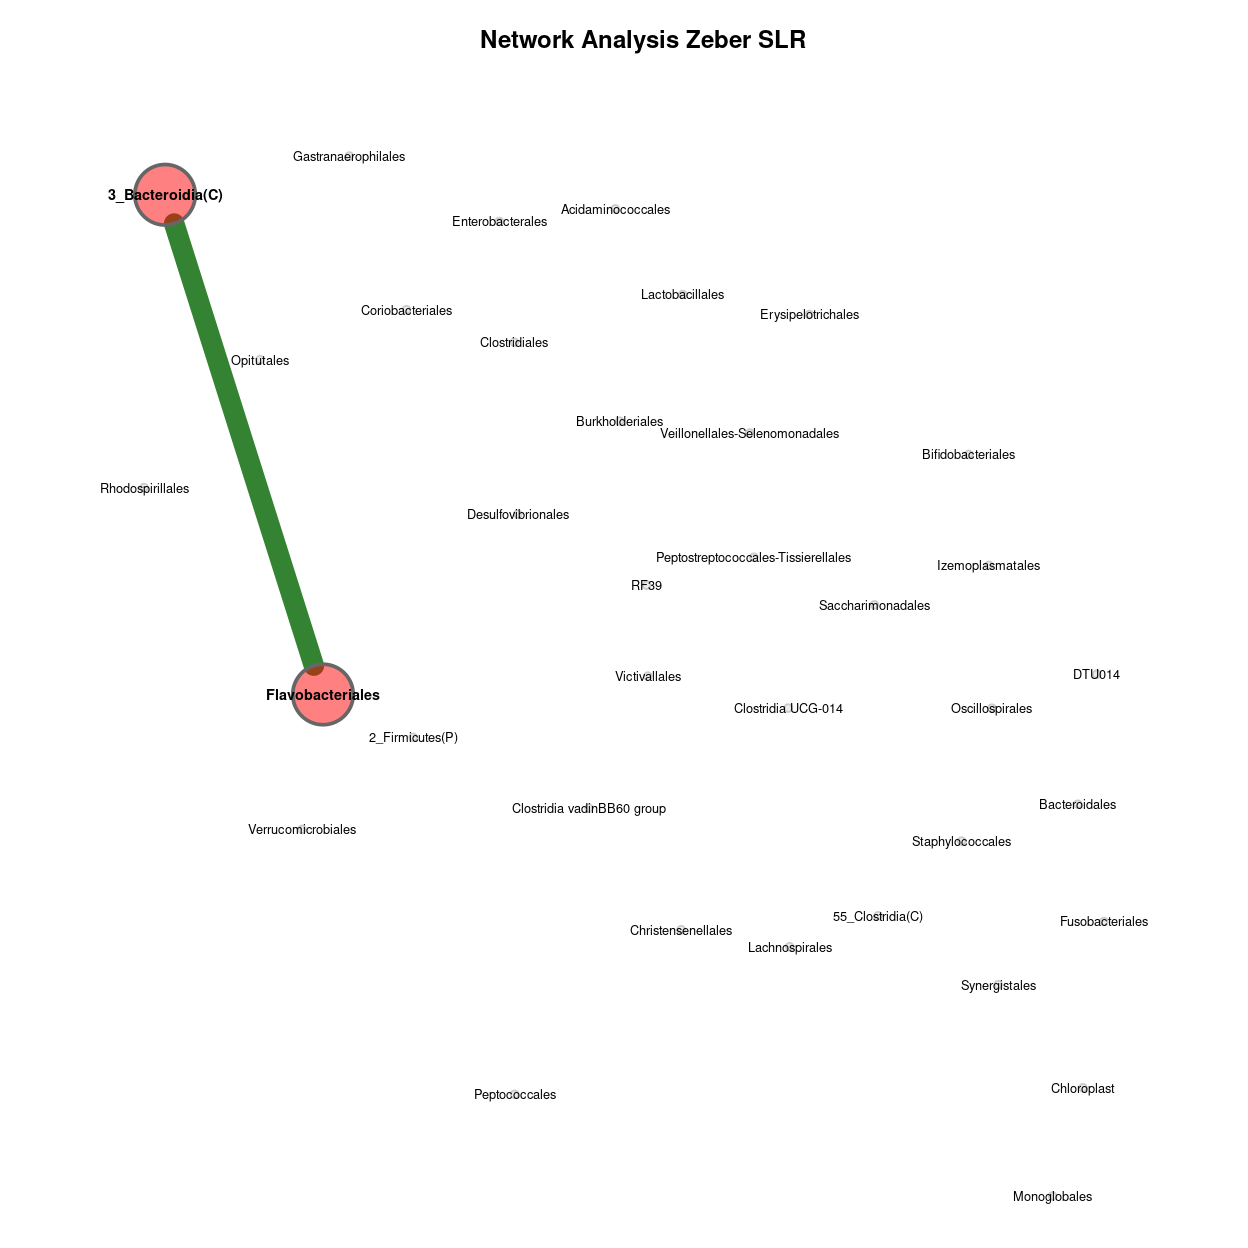 Network Analysis Zeber SLR
Gastranaerophilales
3_Bacteroidia(C)
Acidaminococcales
Enterobacterales
Lactobacillales
Coriobacteriales
Erysipelotrichales
Clostridiales
Opitutales
Burkholderiales
Veillonellales-Selenomonadales
Bifidobacteriales
Rhodospirillales
Desulfovibrionales
Peptostreptococcales-Tissierellales
Izemoplasmatales
RF39
Saccharimonadales
Victivallales
DTU014
Flavobacteriales
Clostridia UCG-014
Oscillospirales
2_Firmicutes(P)
Bacteroidales
Clostridia vadinBB60 group
Verrucomicrobiales
Staphylococcales
55_Clostridia(C)
Fusobacteriales
Christensenellales
Lachnospirales
Synergistales
Chloroplast
Peptococcales
Monoglobales